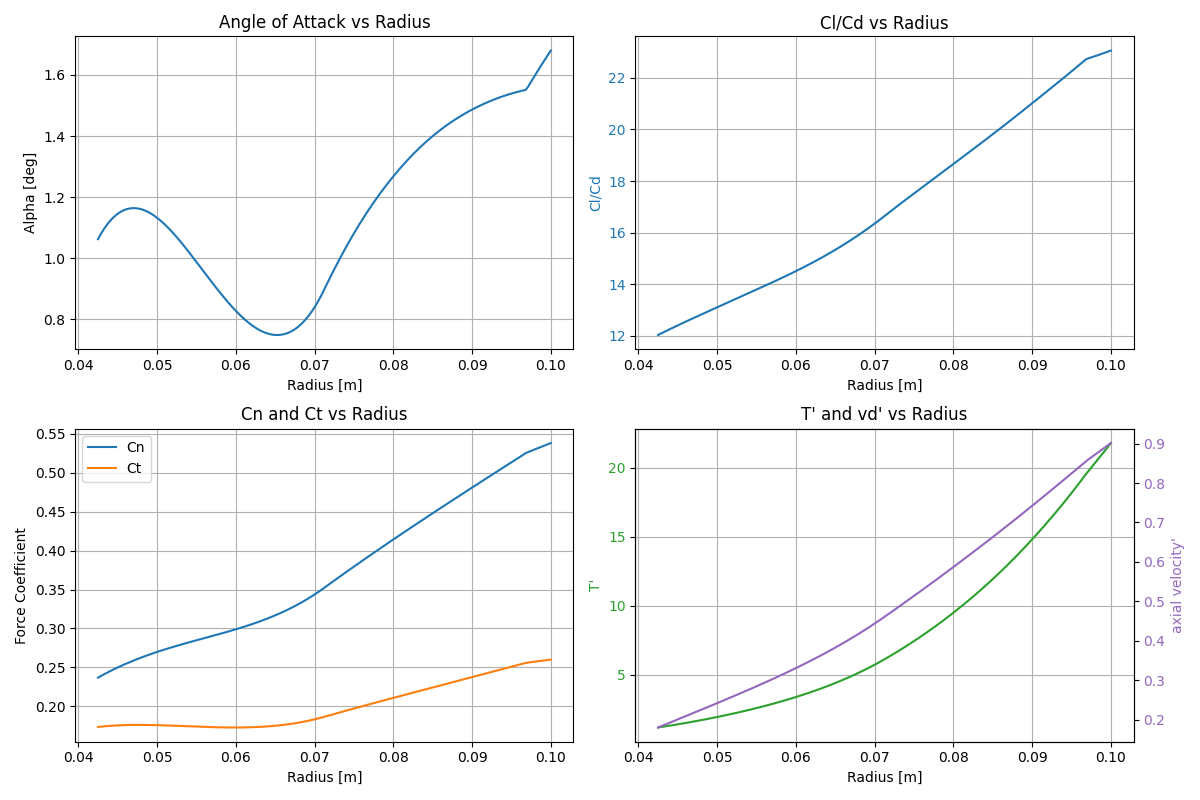 Angle of Attack vs Radius
Alpha [deg]
1.6
1.4
1.2
1.0
0.8
0.04 0.05 0.06 0.07 0.08 0.09 0.10
Radius [m]
Cl/Cd vs Radius
Cl/Cd
22
20
18
16
14
12
0.04 0.05 0.06 0.07 0.08 0.09 0.10
Radius [m]
Cn and Ct vs Radius
Cn
Ct
Force Coefficient
0.55
0.50
0.45
0.40
0.35
0.30
0.25
0.20
0.04 0.05 0.06 0.07 0.08 0.09 0.10
Radius [m]
T' and vd' vs Radius
T'
20
15
10
5
0.9
0.8
0.7
0.6
0.5
0.4
0.3
0.2
axial velocity'
0.04 0.05 0.06 0.07 0.08 0.09 0.10
Radius [m]